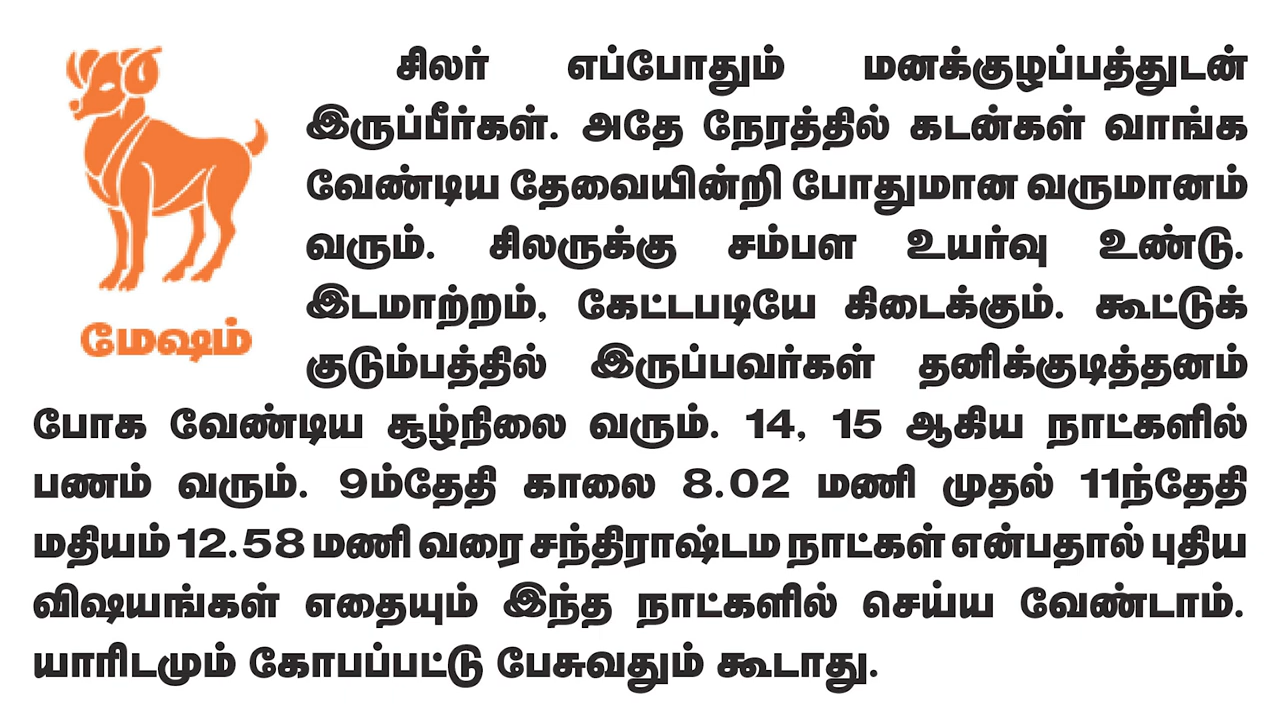 சிலர் எப்போதும் மனக்குழப்பத்துடன்
இருப்பீர்கள். அதே நேரத்தில் கடன்கள் வாங்க
வேண்டிய தேவையின்றி போதுமான வருமானம்
வரும். சிலருக்கு சம்பள உயர்வு உண்டு.
இடமாற்றம், கேட்டபடியே கிடைக்கும். கூட்டுக்
மேஷம்
குடும்பத்தில் இருப்பவர்கள் தனிக்குடித்தனம்
போக வேண்டிய சூழ்நிலை வரும். 14, 15 ஆகிய நாட்களில்
பணம் வரும். 9ம்தேதி காலை 8.02 மணி முதல் 11ந்தேதி
மதியம் 12.58 மணி வரை சந்திராஷ்டம நாட்கள் என்பதால் புதிய
விஷயங்கள் எதையும் இந்த நாட்களில் செய்ய வேண்டாம்.
யாரிடமும் கோபப்பட்டு பேசுவதும் கூடாது.